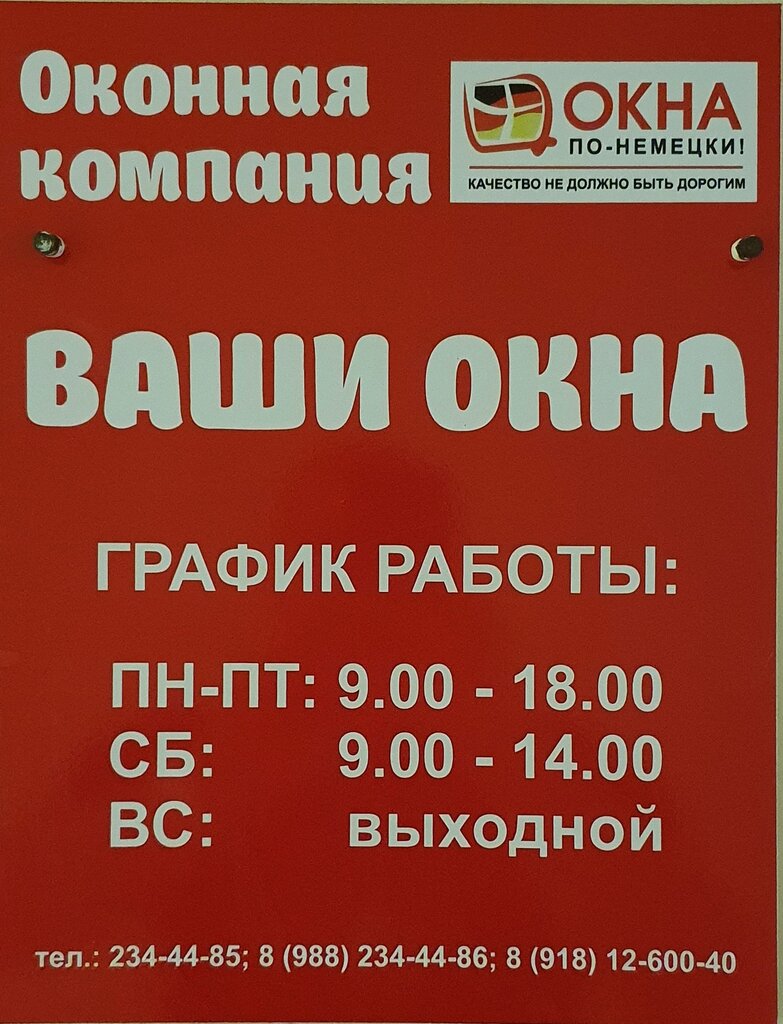 Оконная
компания
ОКНА
ПО-НЕМЕЦКИ!
КАЧЕСТВО НЕ ДОЛЖНО БЫТЬ ДОРОГИМ
ВАШИ ОКНА
ГРАФИК РАБОТЫ:
ПН-ПТ: 9.00 - 18.00
СБ: 9.00 - 14.00
ВС: выходной
тел.: 234-44-85; 8 (988) 234-44-86; 8 (918) 12-600-40